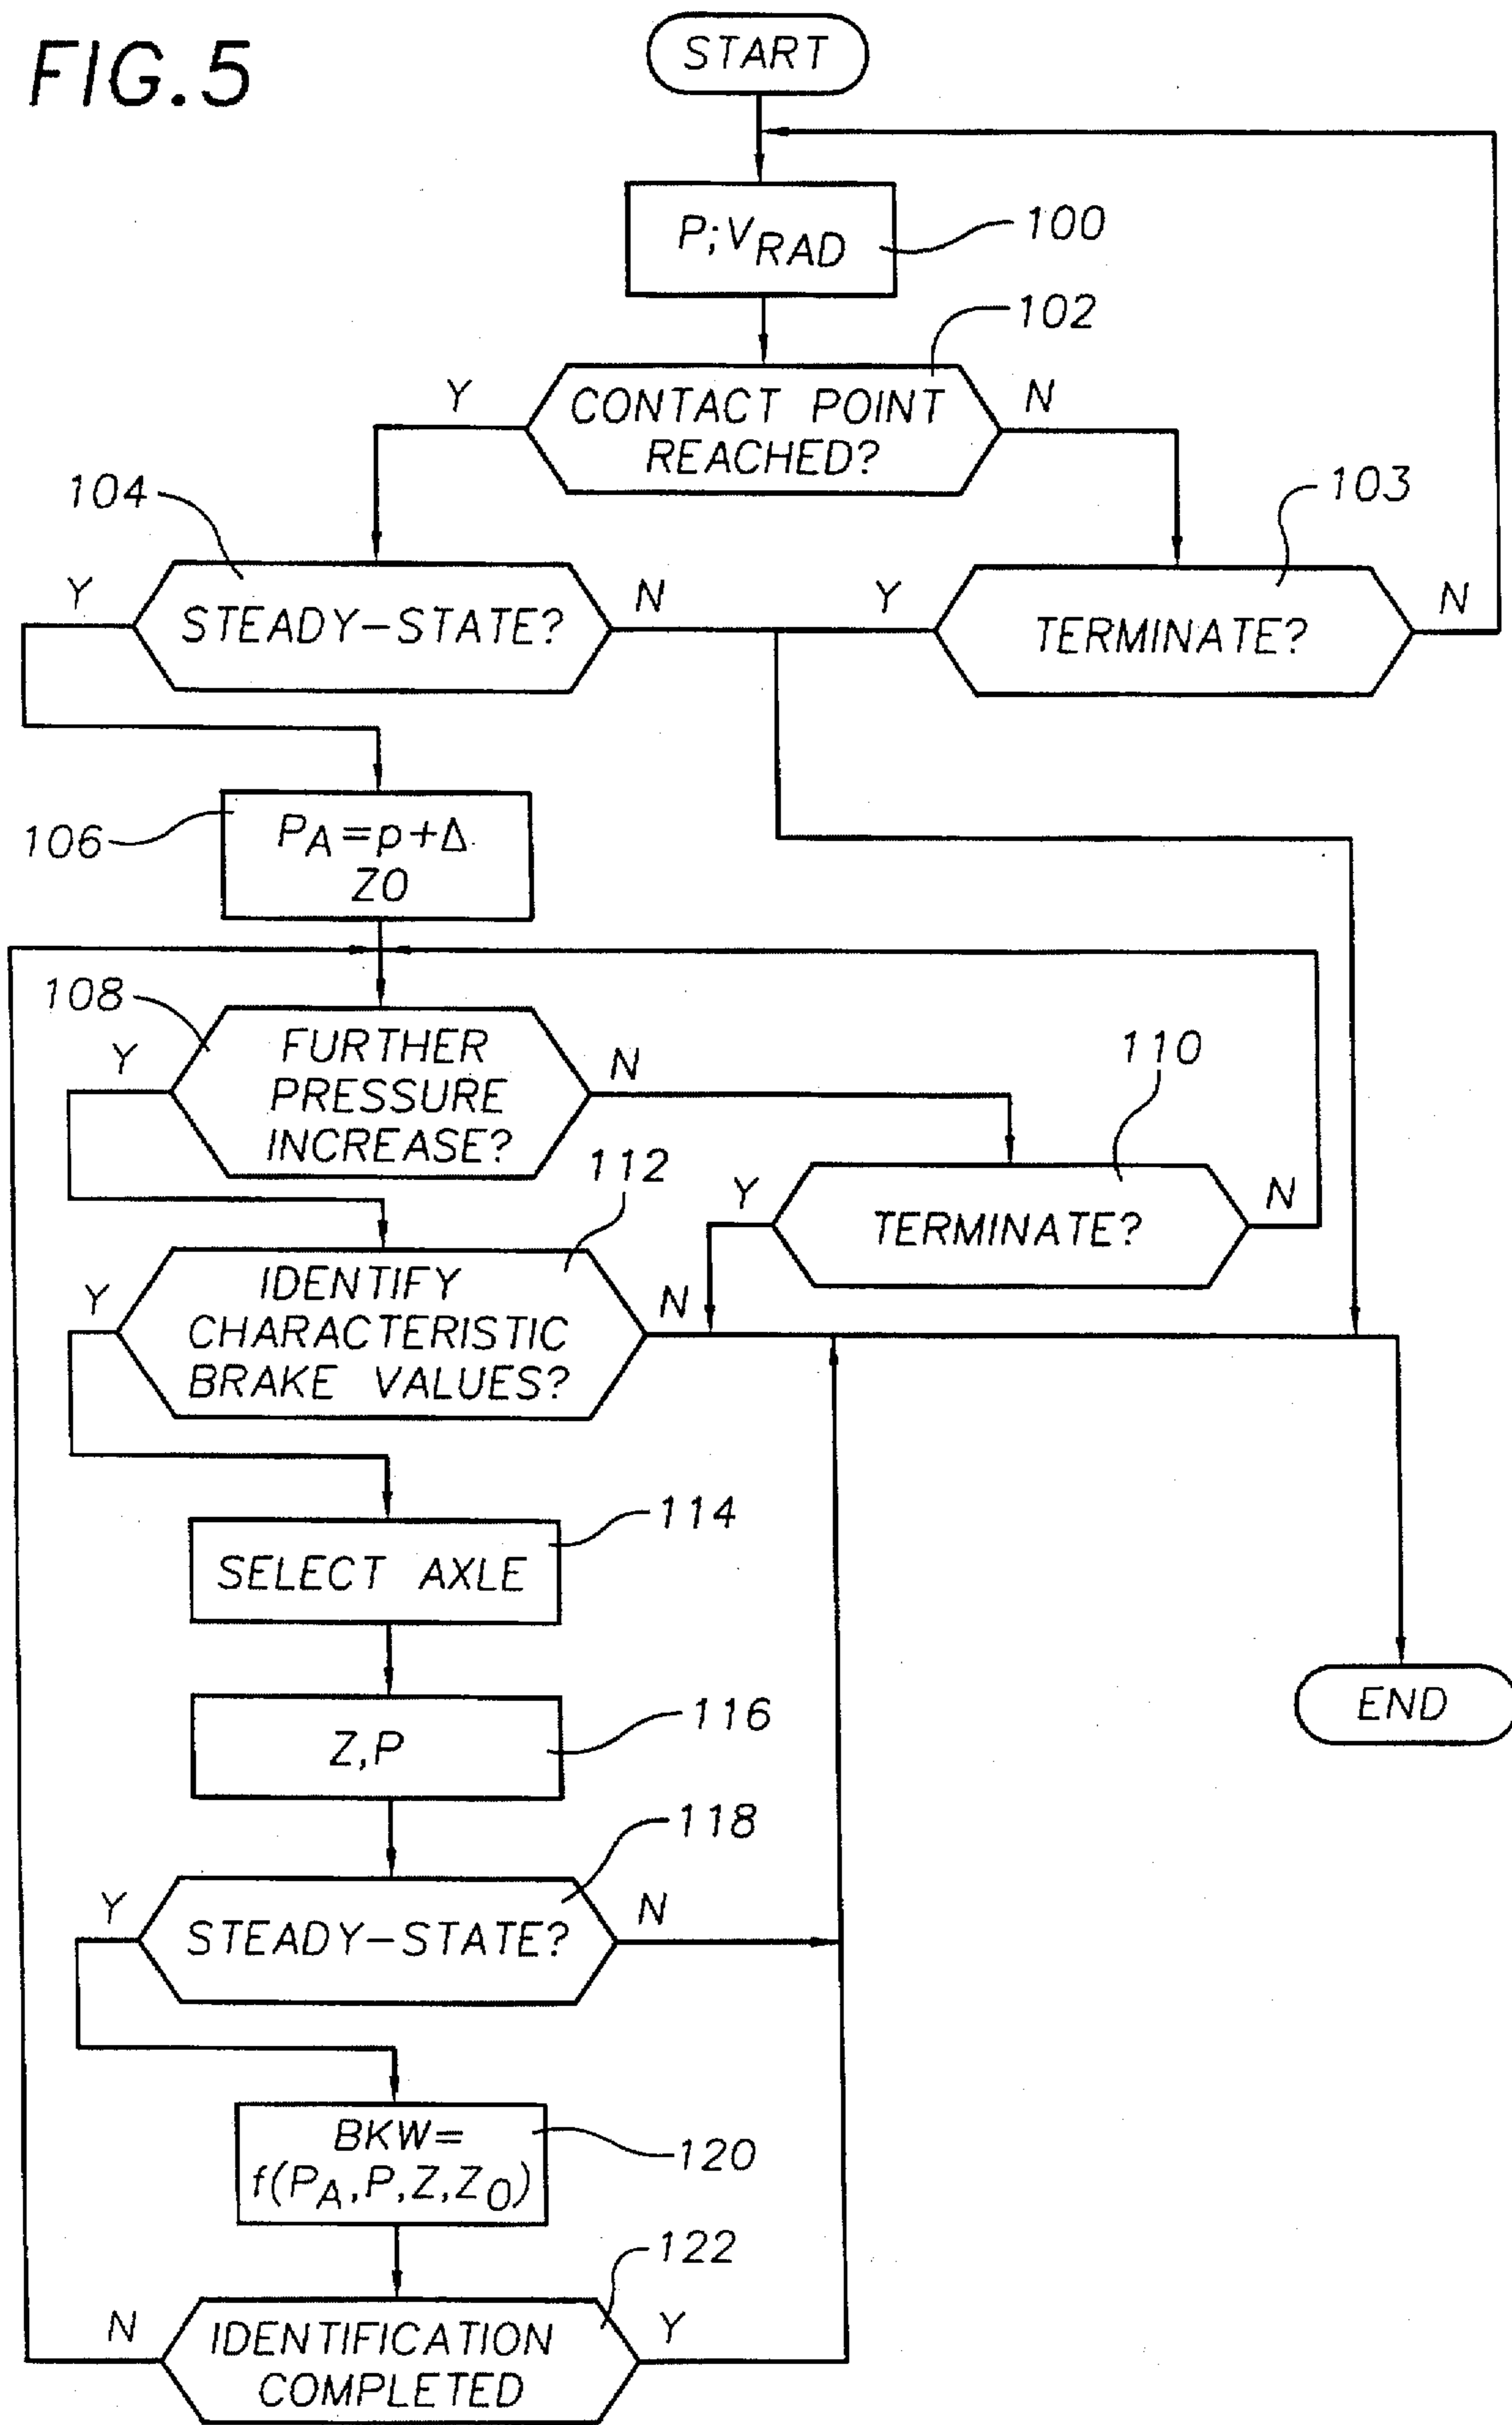 FIG.5
START
P;VRAD
100
102
Y
CONTACT POINT
REACHED?
N
104
103
Y
STEADY-STATE?
N
Y
TERMINATE?
N
106
PA=p+Δ
ZO
108
Y
FURTHER
PRESSURE
INCREASE?
N
110
112
Y
TERMINATE?
N
Y
IDENTIFY
CHARACTERISTIC
BRAKE VALUES?
N
114
SELECT AXLE
116
Z,P
END
118
Y
STEADY-STATE?
N
BKW=
f(PA,P,Z,ZO)
120
122
N
IDENTIFICATION
COMPLETED
Y